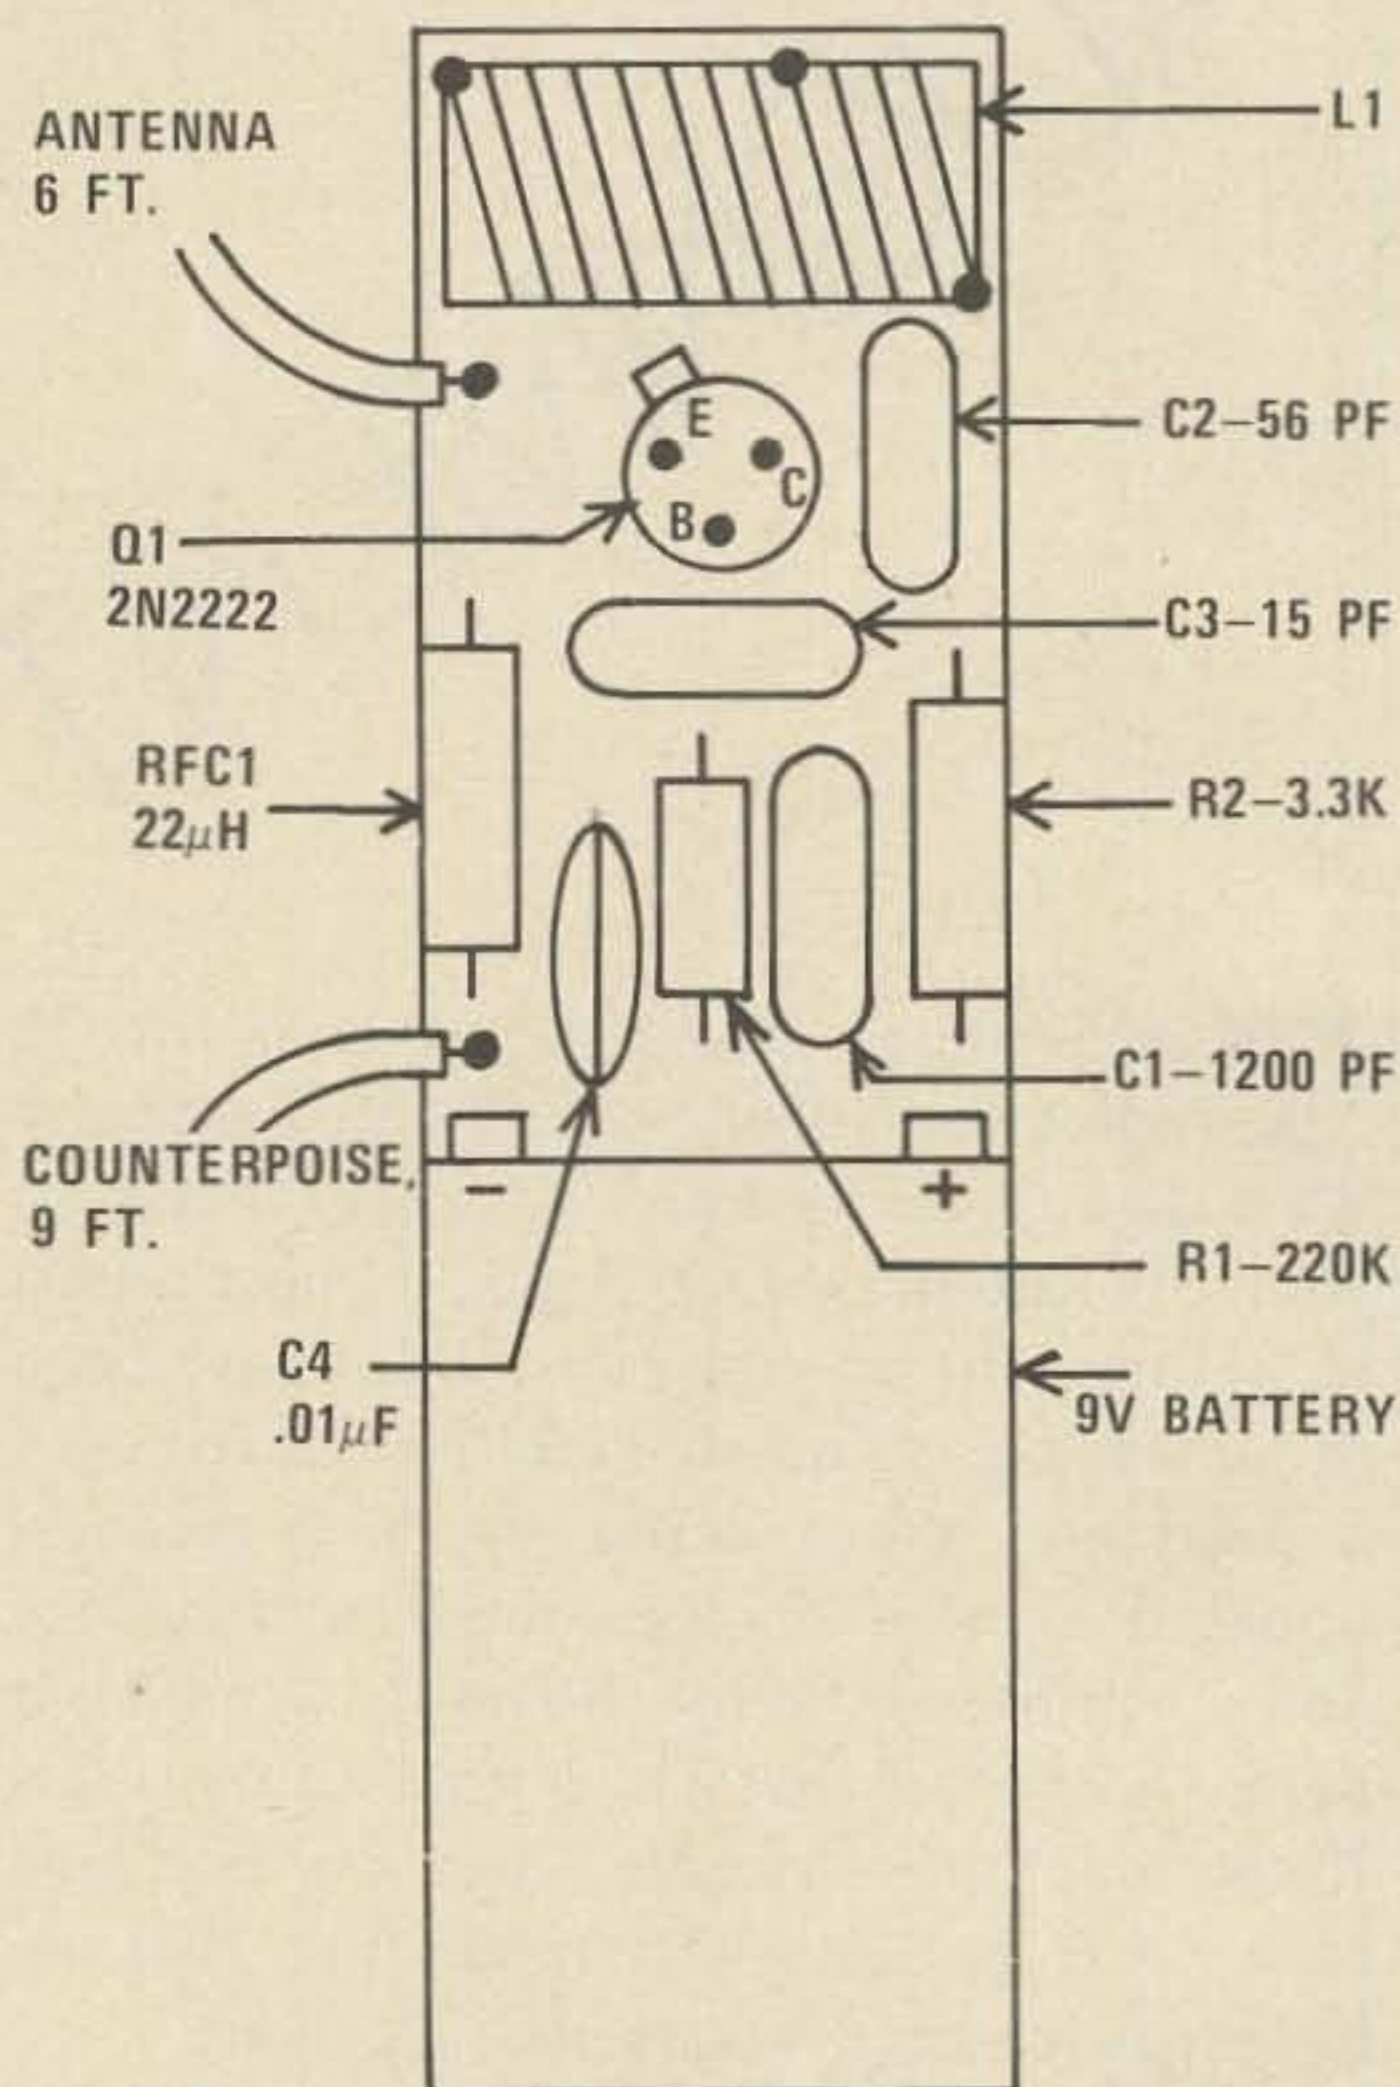 L1
ANTENNA
6 FT.
E
C
B
C2–56 PF
Q1
2N2222
C3–15 PF
RFC1
22µH
R2–3.3K
C1–1200 PF
COUNTERPOISE,
9 FT.
– +
R1–220K
C4
.01µF
9V BATTERY